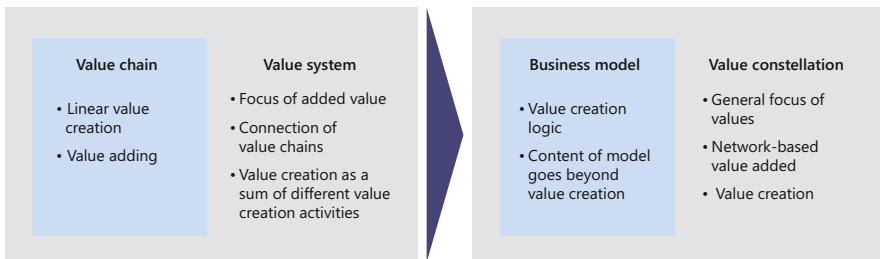 Value chain
• Linear value
creation
• Value adding
Value system
• Focus of added value
• Connection of
value chains
• Value creation as a
sum of different value
creation activities
Business model
• Value creation
logic
• Content of model
goes beyond
value creation
Value constellation
• General focus of
values
• Network-based
value added
• Value creation